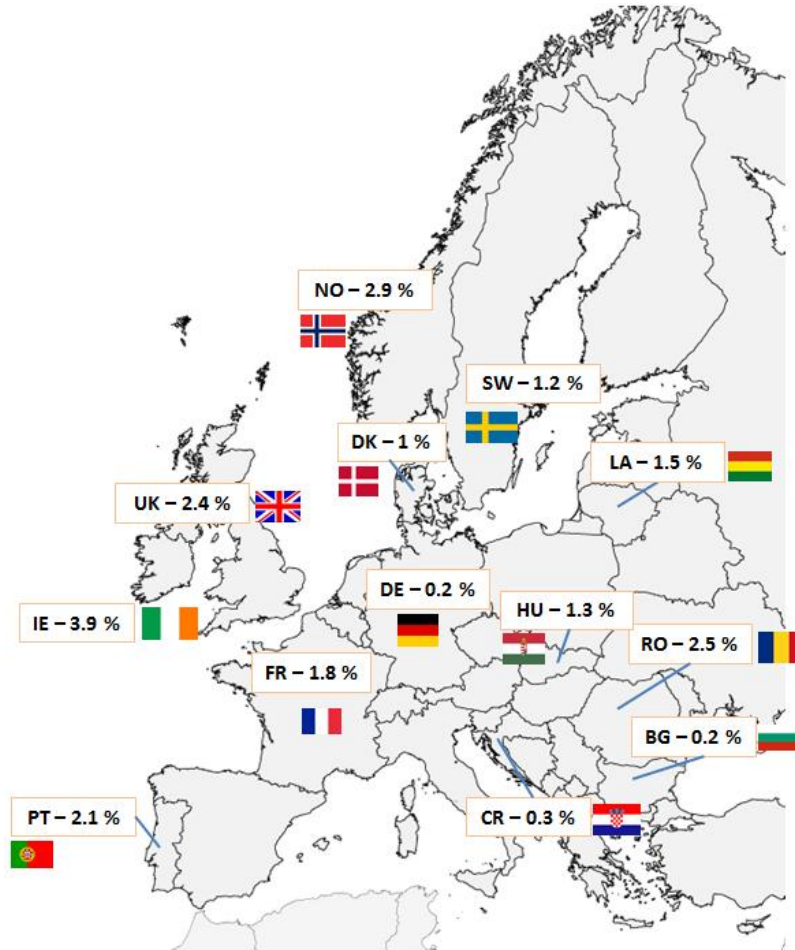 NO – 2.9 %
SW – 1.2 %
DK – 1 %
LA – 1.5 %
UK – 2.4 %
DE – 0.2 %
HU – 1.3 %
IE – 3.9 %
RO – 2.5 %
FR – 1.8 %
BG – 0.2 %
PT – 2.1 %
CR – 0.3 %